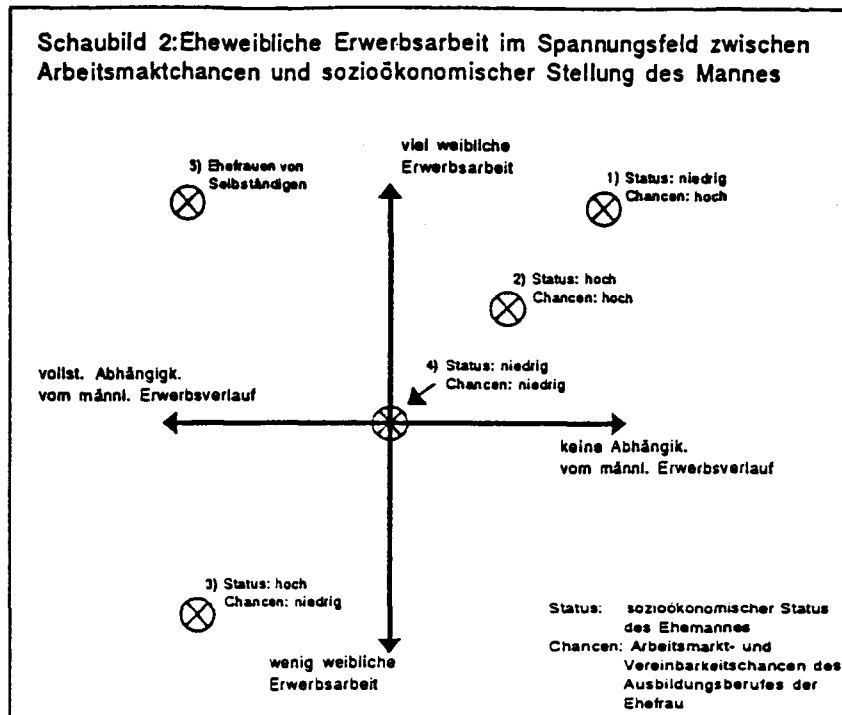 Schaubild 2:Eheweibliche Erwerbsarbeit im Spannungsfeld zwischen
Arbeitsmaktchancen und sozioökonomischer Stellung des Mannes
viel weibliche
Erwerbsarbeit
5) Ehefrauen von
Selbständigen
1) Status: niedrig
Chancen: hoch
2) Status: hoch
Chancen: hoch
4) Status: niedrig
Chancen: niedrig
vollst. Abhängigk.
vom männl. Erwerbsverlauf
keine Abhängik.
vom männl. Erwerbsverlauf
3) Status: hoch
Chancen: niedrig
wenig weibliche
Erwerbsarbeit
Status: sozioökonomischer Status
des Ehemannes
Chancen: Arbeitsmarkt- und
Vereinbarkeitschancen des
Ausbildungsberufes der
Ehefrau